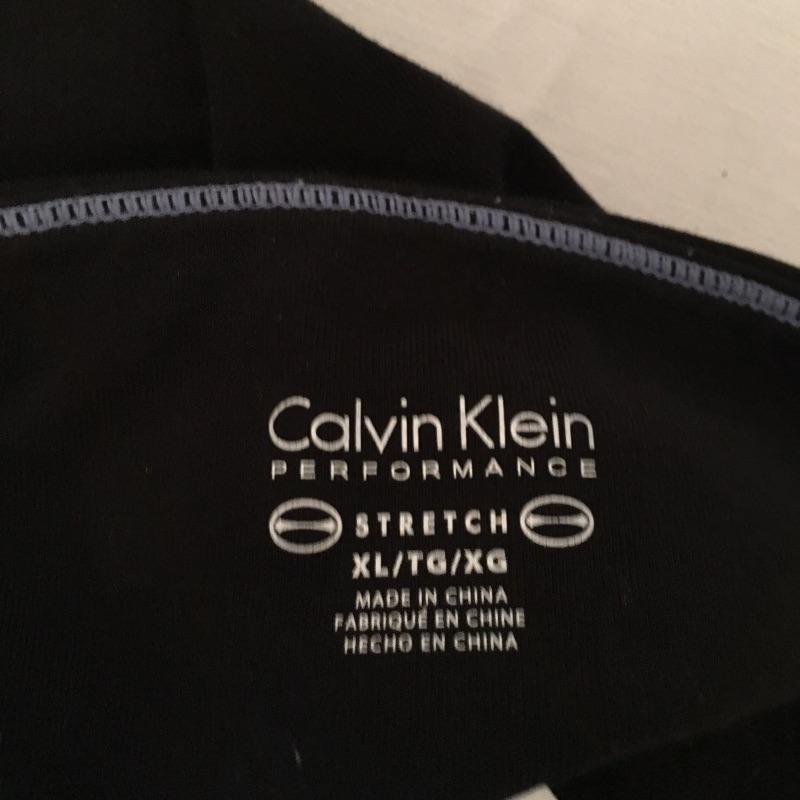 Calvin Klein
PERFORMANCE
STRETCH
XL/TG/XG
MADE IN CHINA
FABRIQUÉ EN CHINE
HECHO EN CHINA